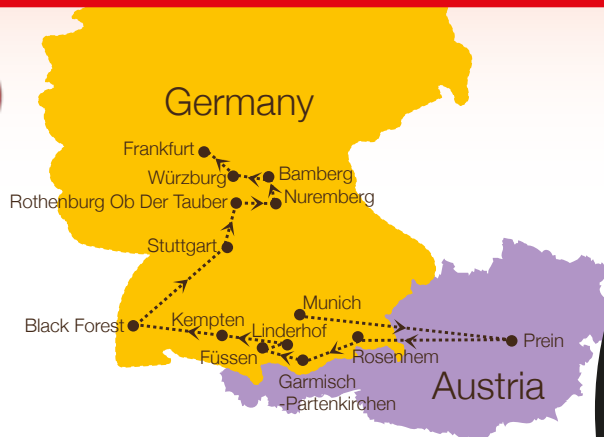 Germany
Frankfurt
Würzburg
Bamberg
Rothenburg Ob Der Tauber
Nuremberg
Stuttgart
Munich
Black Forest
Kempten
Linderhof
Prein
Füssen
Rosenhem
Garmisch
-Partenkirchen
Austria